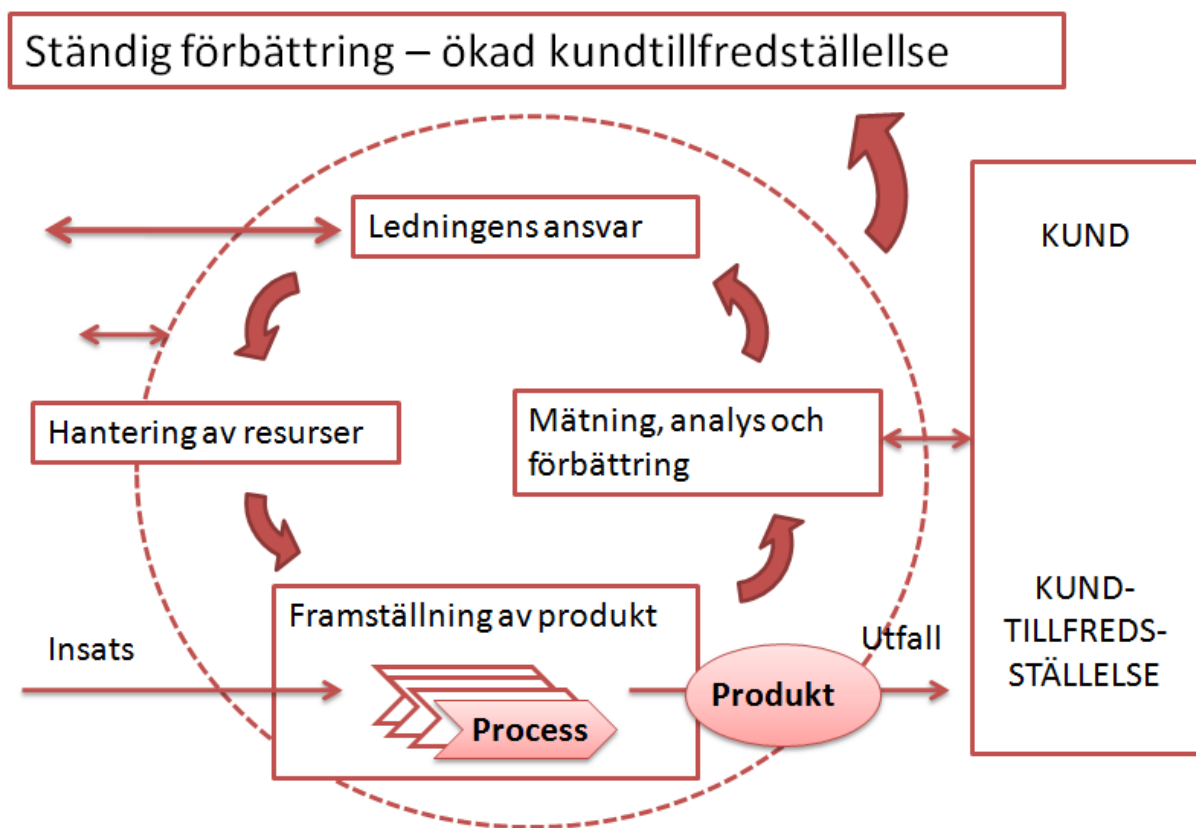 Ständig förbättring – ökad kundtillfredställellse
Ledningens ansvar
KUND
Hantering av resurser
Mätning, analys och
förbättring
Framställning av produkt
Insats
Process
Produkt
Utfall
KUND-
TILLFREDS-
STÄLLELSE